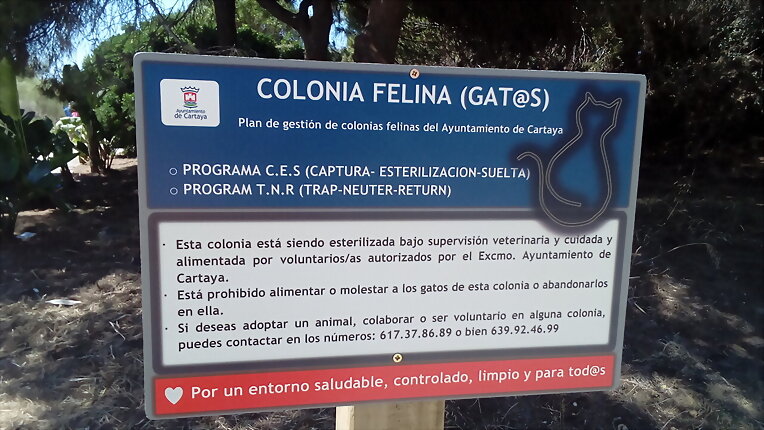 Ayuntamiento
de Cartaya
COLONIA FELINA (GAT@S)
Plan de gestión de colonias felinas del Ayuntamiento de Cartaya
○ PROGRAMA C.E.S (CAPTURA- ESTERILIZACION-SUELTA)
○ PROGRAM T.N.R (TRAP-NEUTER-RETURN)
· Esta colonia está siendo esterilizada bajo supervisión veterinaria y cuidada y
alimentada por voluntarios/as autorizados por el Excmo. Ayuntamiento de
Cartaya.
· Está prohibido alimentar o molestar a los gatos de esta colonia o abandonarlos
en ella.
· Si deseas adoptar un animal, colaborar o ser voluntario en alguna colonia,
puedes contactar en los números: 617.37.86.89 o bien 639.92.46.99
Por un entorno saludable, controlado, limpio y para tod@s